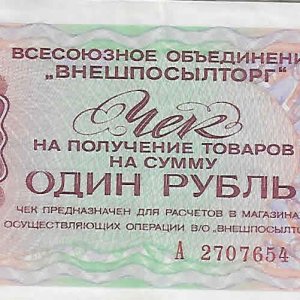 ВСЕСОЮЗНОЕ ОБЪЕДИНЕНИ
„ВНЕШПОСЫЛТОРГ"
Чек
НА ПОЛУЧЕНИЕ ТОВАРОВ
НА СУММУ
ОДИН РУБЛЬ
ЧЕК ПРЕДНАЗНАЧЕН ДЛЯ РАСЧЕТОВ В МАГАЗИНА
ОСУЩЕСТВЛЯЮЩИХ ОПЕРАЦИИ В/О „ВНЕШПОСЫЛТО
А 2707654